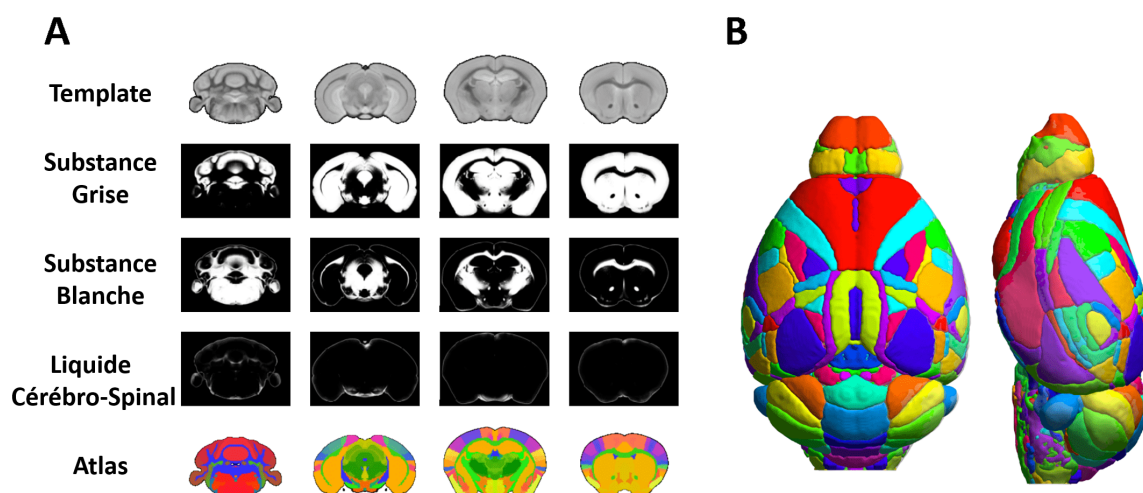 A
B
Template
Substance
Grise
Substance
Blanche
Liquide
Cérébro-Spinal
Atlas